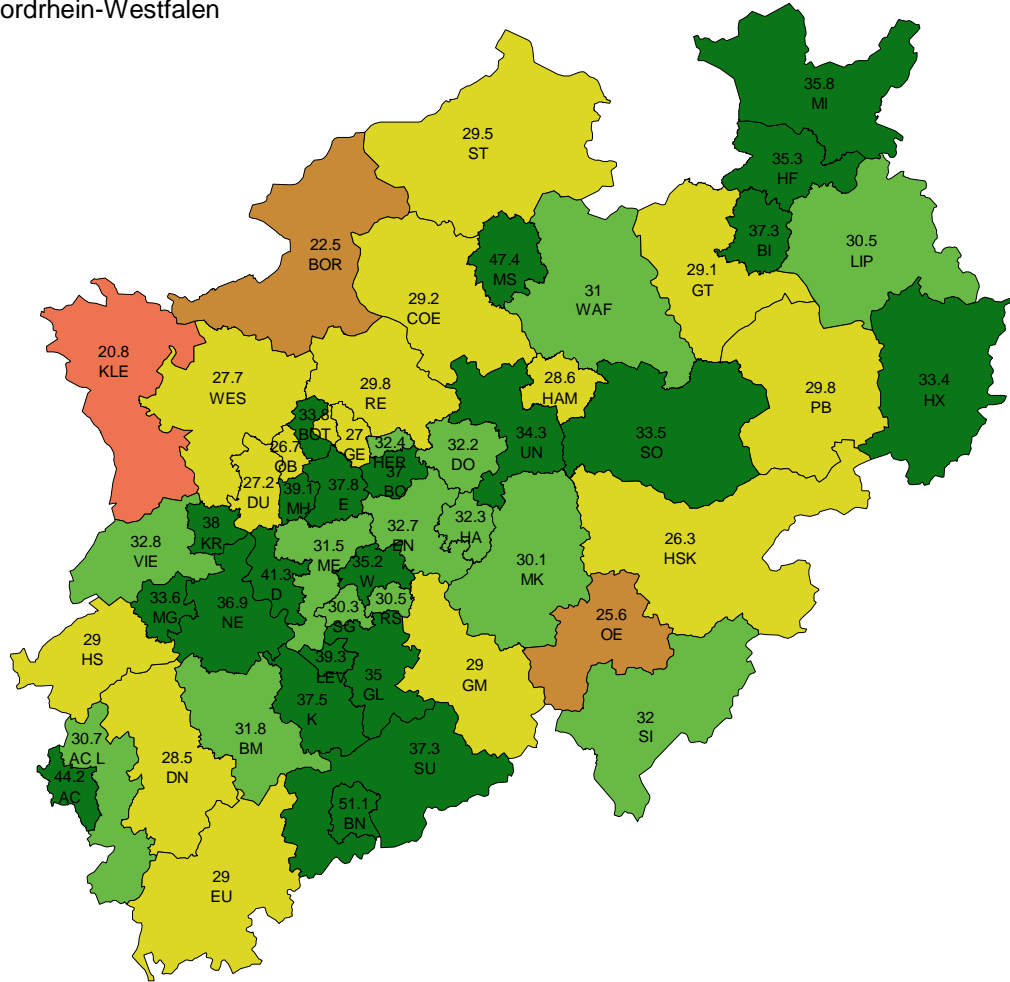 ordrhein-Westfalen
35.8
MI
29.5
ST
35.3
HF
37.3
BI
30.5
LIP
22.5
BOR
47.4
MS
29.1
GT
31
WAF
29.2
COE
20.8
KLE
27.7
WES
29.8
RE
28.6
HAM
29.8
PB
33.4
HX
33.8
BOT
27
GE
26.7
OB
32.4
HER
32.2
DO
34.3
UN
33.5
SO
37
BO
27.2
DU
39.1
MH
37.8
E
38
KR
32.7
EN
32.3
HA
32.8
VIE
31.5
ME
35.2
W
30.1
MK
26.3
HSK
41.3
D
33.6
MG
36.9
NE
30.3
SG
30.5
RS
25.6
OE
29
HS
39.3
LEV
35
GL
29
GM
37.5
K
32
SI
30.7
AC L
31.8
BM
28.5
DN
37.3
SU
44.2
AC
51.1
BN
29
EU